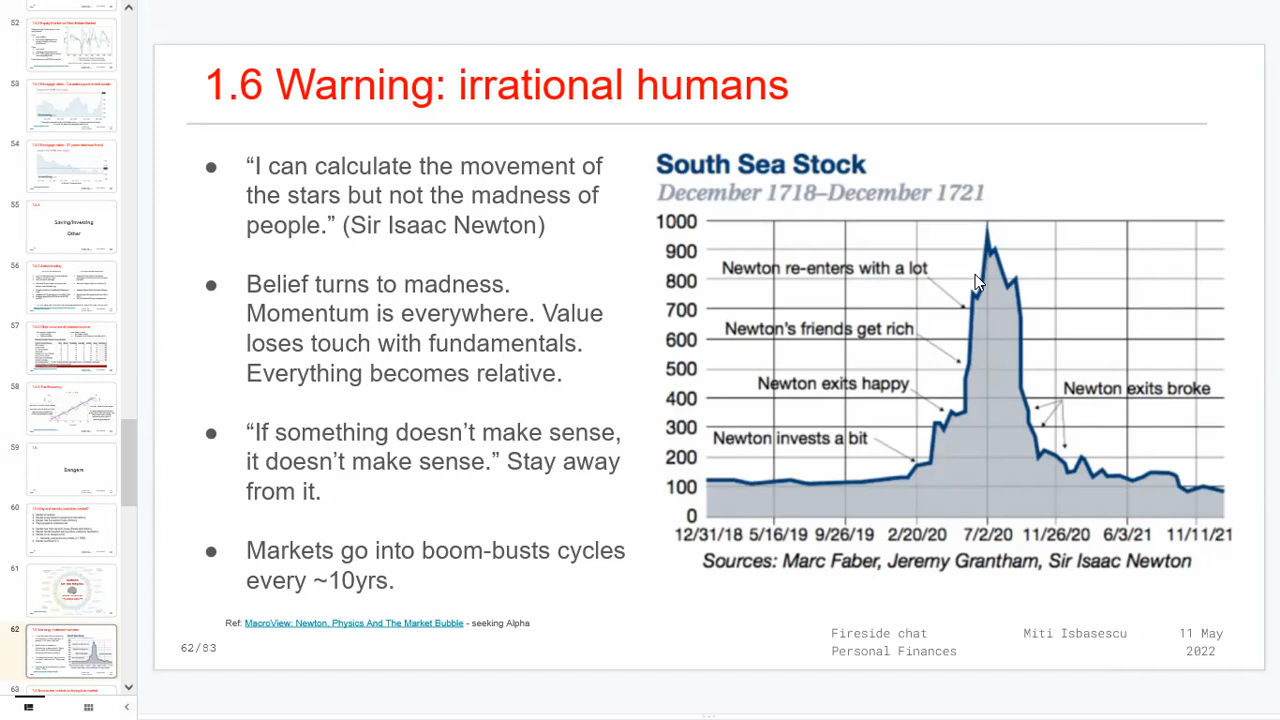 52
53
54
55
Saving/Investing
Other
56
57
58
59
60
61
62
63
1.6 Warning: irrational humans
● “I can calculate the movement of
the stars but not the madness of
people.” (Sir Isaac Newton)
● Belief turns to madness.
Momentum is everywhere. Value
loses touch with fundamentals.
Everything becomes relative.
● “If something doesn’t make sense,
it doesn’t make sense.” Stay away
from it.
● Markets go into boom-busts cycles
every ~10yrs.
South Sea Stock
December 1718–December 1721
1000
900
800
700
600
500
400
300
200
100
0
Newton re-enters with a lot
Newton's friends get rich
Newton exits happy
Newton exits broke
Newton invests a bit
12/31/18 5/6/19 9/26/19 2/20/20 7/2/20 11/26/20 6/3/21 11/1/21
Sources: Marc Faber, Jeremy Grantham, Sir Isaac Newton
Ref: MacroView: Newton, Physics And The Market Bubble - seeking Alpha
62/83
Fireside on
Personal Finance
Miti Isbasescu
May
2022